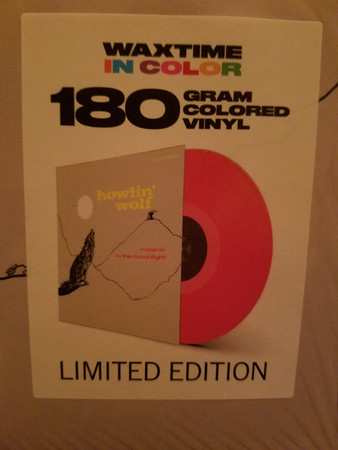 WAXTIME
IN COLOR
180 GRAM
COLORED
VINYL
howlin'
wolf
moanin'
in the moonlight
LIMITED EDITION